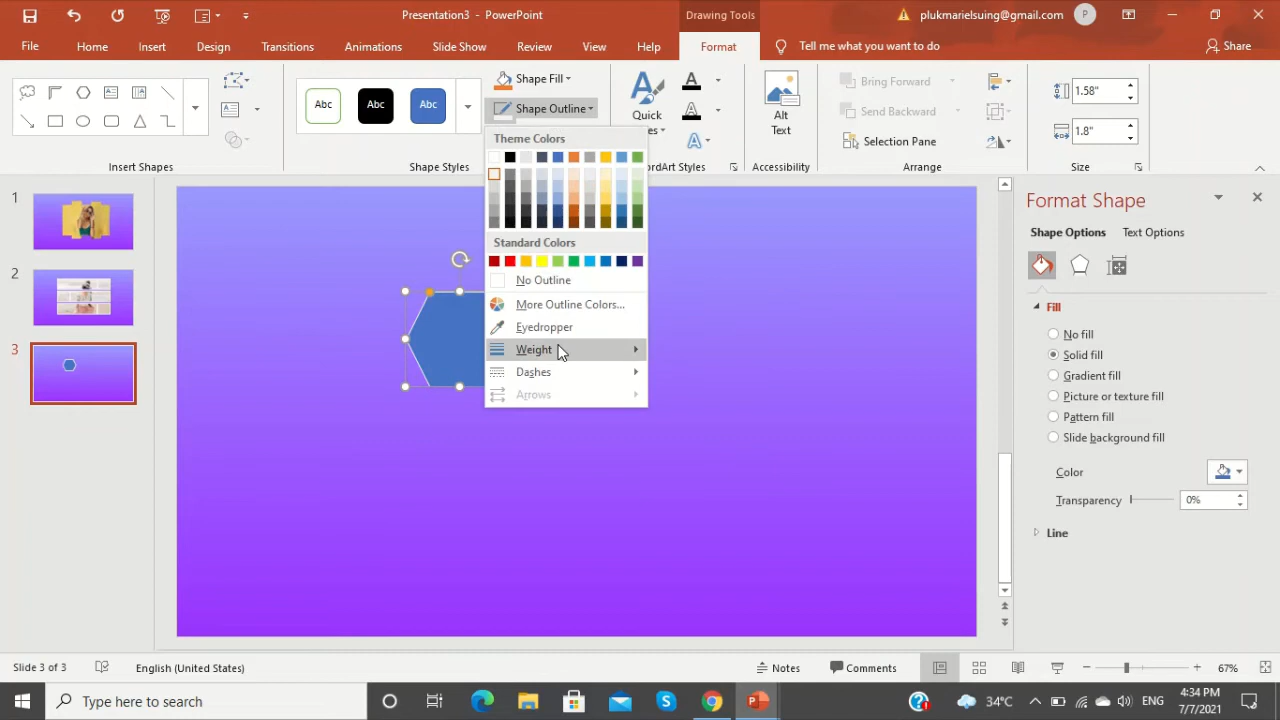 Presentation3 - PowerPoint
Drawing Tools
plukmarielsuing@gmail.com
P
File
Home
Insert
Design
Transitions
Animations
Slide Show
Review
View
Help
Format
Tell me what you want to do
Share
Abc
Abc
Abc
Shape Fill
Shape Outline
Quick
A
A
A
Alt
Text
Bring Forward
Send Backward
Selection Pane
1.58"
1.8"
Insert Shapes
Shape Styles
Accessibility
Arrange
Size
Theme Colors
Standard Colors
No Outline
More Outline Colors...
Eyedropper
Weight
Dashes
Arrows
1
2
3
Format Shape
Shape Options
Text Options
Fill
No fill
Solid fill
Gradient fill
Picture or texture fill
Pattern fill
Slide background fill
Color
Transparency
0%
Line
Slide 3 of 3
English (United States)
Notes
Comments
67%
Type here to search
34°C
ENG
4:34 PM
7/7/2021